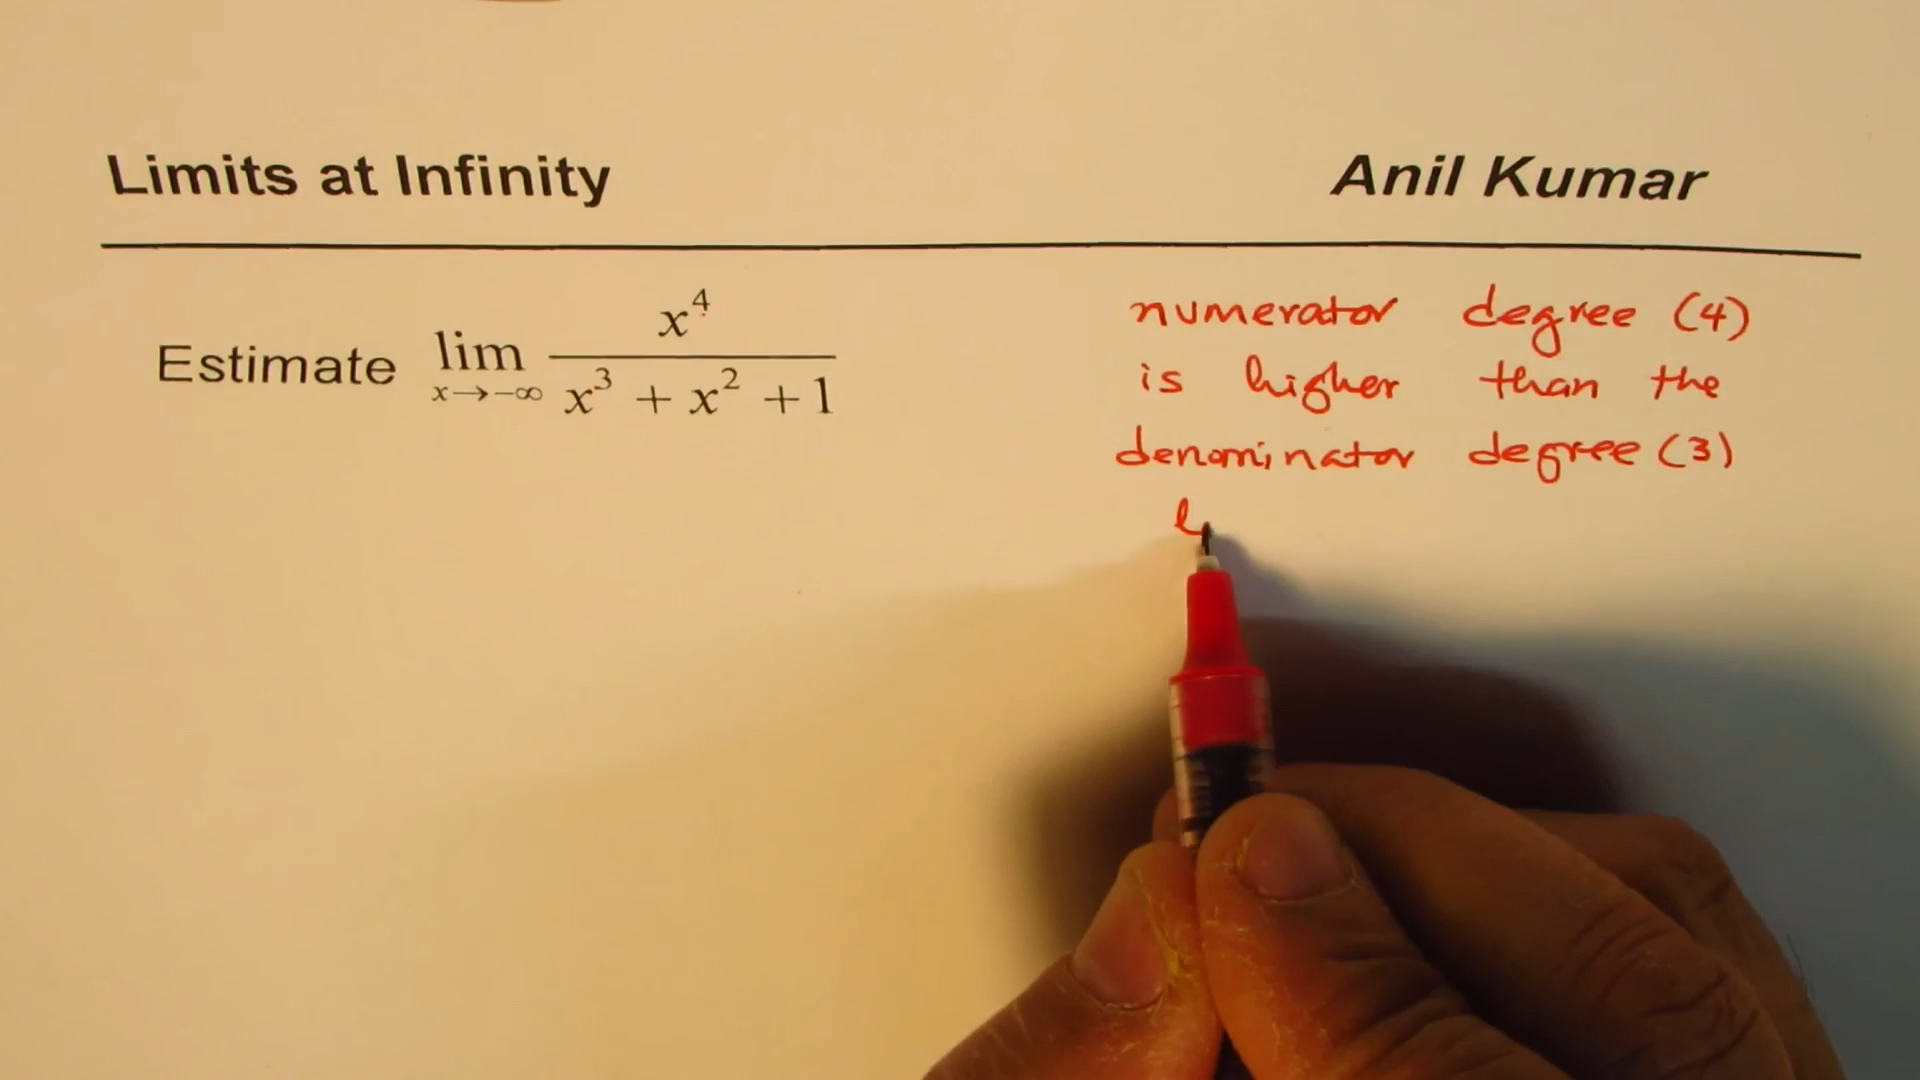 Limits at Infinity Anil Kumar
Estimate lim x→-∞ x⁴/(x³ + x² + 1)
numerator degree (4)
is higher than the
denominator degree (3)